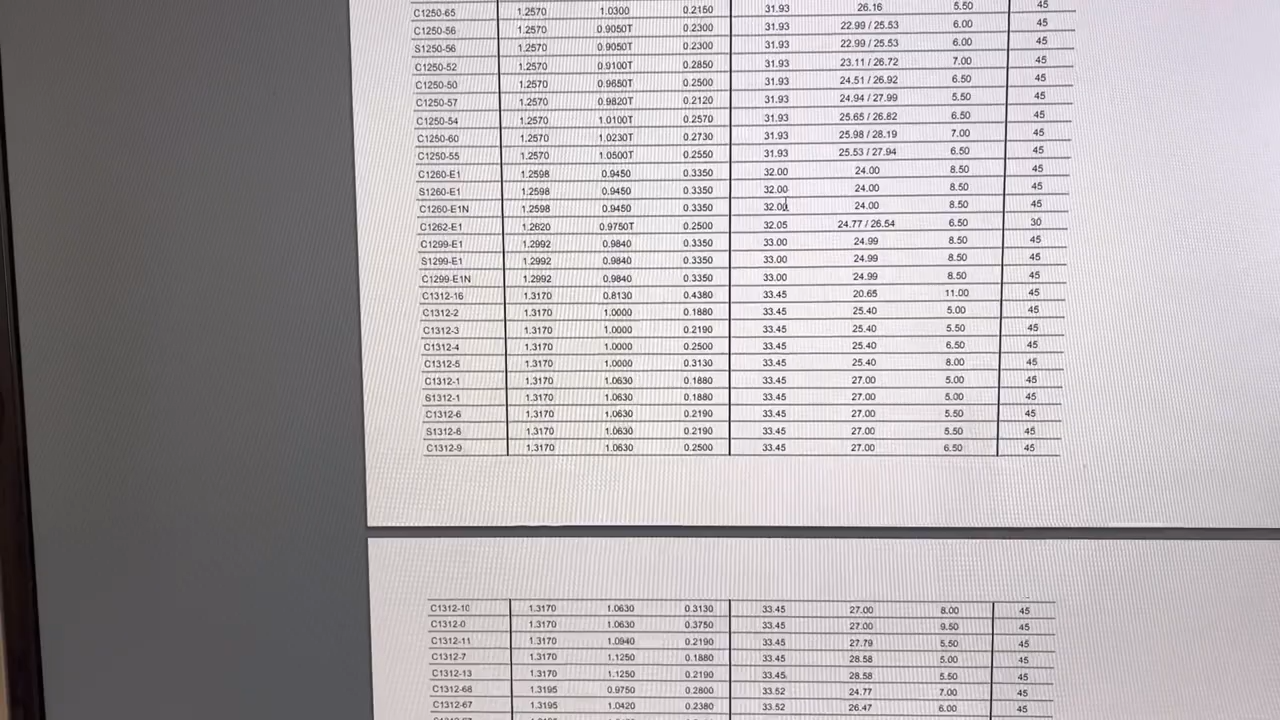 C1250-65 1.2570 1.0300 0.2150 31.93 26.16 5.50 45
C1250-56 1.2570 0.9050T 0.2300 31.93 22.99 / 25.53 6.00 45
S1250-56 1.2570 0.9050T 0.2300 31.93 22.99 / 25.53 6.00 45
C1250-52 1.2570 0.9100T 0.2850 31.93 23.11 / 26.72 7.00 45
C1250-50 1.2570 0.9650T 0.2500 31.93 24.51 / 26.92 6.50 45
C1250-57 1.2570 0.9820T 0.2120 31.93 24.94 / 27.99 5.50 45
C1250-54 1.2570 1.0100T 0.2570 31.93 25.65 / 26.82 6.50 45
C1250-60 1.2570 1.0230T 0.2730 31.93 25.98 / 28.19 7.00 45
C1250-55 1.2570 1.0500T 0.2550 31.93 25.53 / 27.94 6.50 45
C1260-E1 1.2598 0.9450 0.3350 32.00 24.00 8.50 45
S1260-E1 1.2598 0.9450 0.3350 32.00 24.00 8.50 45
C1260-E1N 1.2598 0.9450 0.3350 32.00 24.00 8.50 45
C1262-E1 1.2620 0.9750T 0.2500 32.05 24.77 / 26.54 6.50 30
C1299-E1 1.2992 0.9840 0.3350 33.00 24.99 8.50 45
S1299-E1 1.2992 0.9840 0.3350 33.00 24.99 8.50 45
C1299-E1N 1.2992 0.9840 0.3350 33.00 24.99 8.50 45
C1312-16 1.3170 0.8130 0.4380 33.45 20.65 11.00 45
C1312-2 1.3170 1.0000 0.1880 33.45 25.40 5.00 45
C1312-3 1.3170 1.0000 0.2190 33.45 25.40 5.50 45
C1312-4 1.3170 1.0000 0.2500 33.45 25.40 6.50 45
C1312-5 1.3170 1.0000 0.3130 33.45 25.40 8.00 45
C1312-1 1.3170 1.0630 0.1880 33.45 27.00 5.00 45
S1312-1 1.3170 1.0630 0.1880 33.45 27.00 5.00 45
C1312-6 1.3170 1.0630 0.2190 33.45 27.00 5.50 45
S1312-6 1.3170 1.0630 0.2190 33.45 27.00 5.50 45
C1312-9 1.3170 1.0630 0.2500 33.45 27.00 6.50 45
C1312-10 1.3170 1.0630 0.3130 33.45 27.00 8.00 45
C1312-0 1.3170 1.0630 0.3750 33.45 27.00 9.50 45
C1312-11 1.3170 1.0940 0.2190 33.45 27.79 5.50 45
C1312-7 1.3170 1.1250 0.1880 33.45 28.58 5.00 45
C1312-13 1.3170 1.1250 0.2190 33.45 28.58 5.50 45
C1312-68 1.3195 0.9750 0.2800 33.52 24.77 7.00 45
C1312-67 1.3195 1.0420 0.2380 33.52 26.47 6.00 45